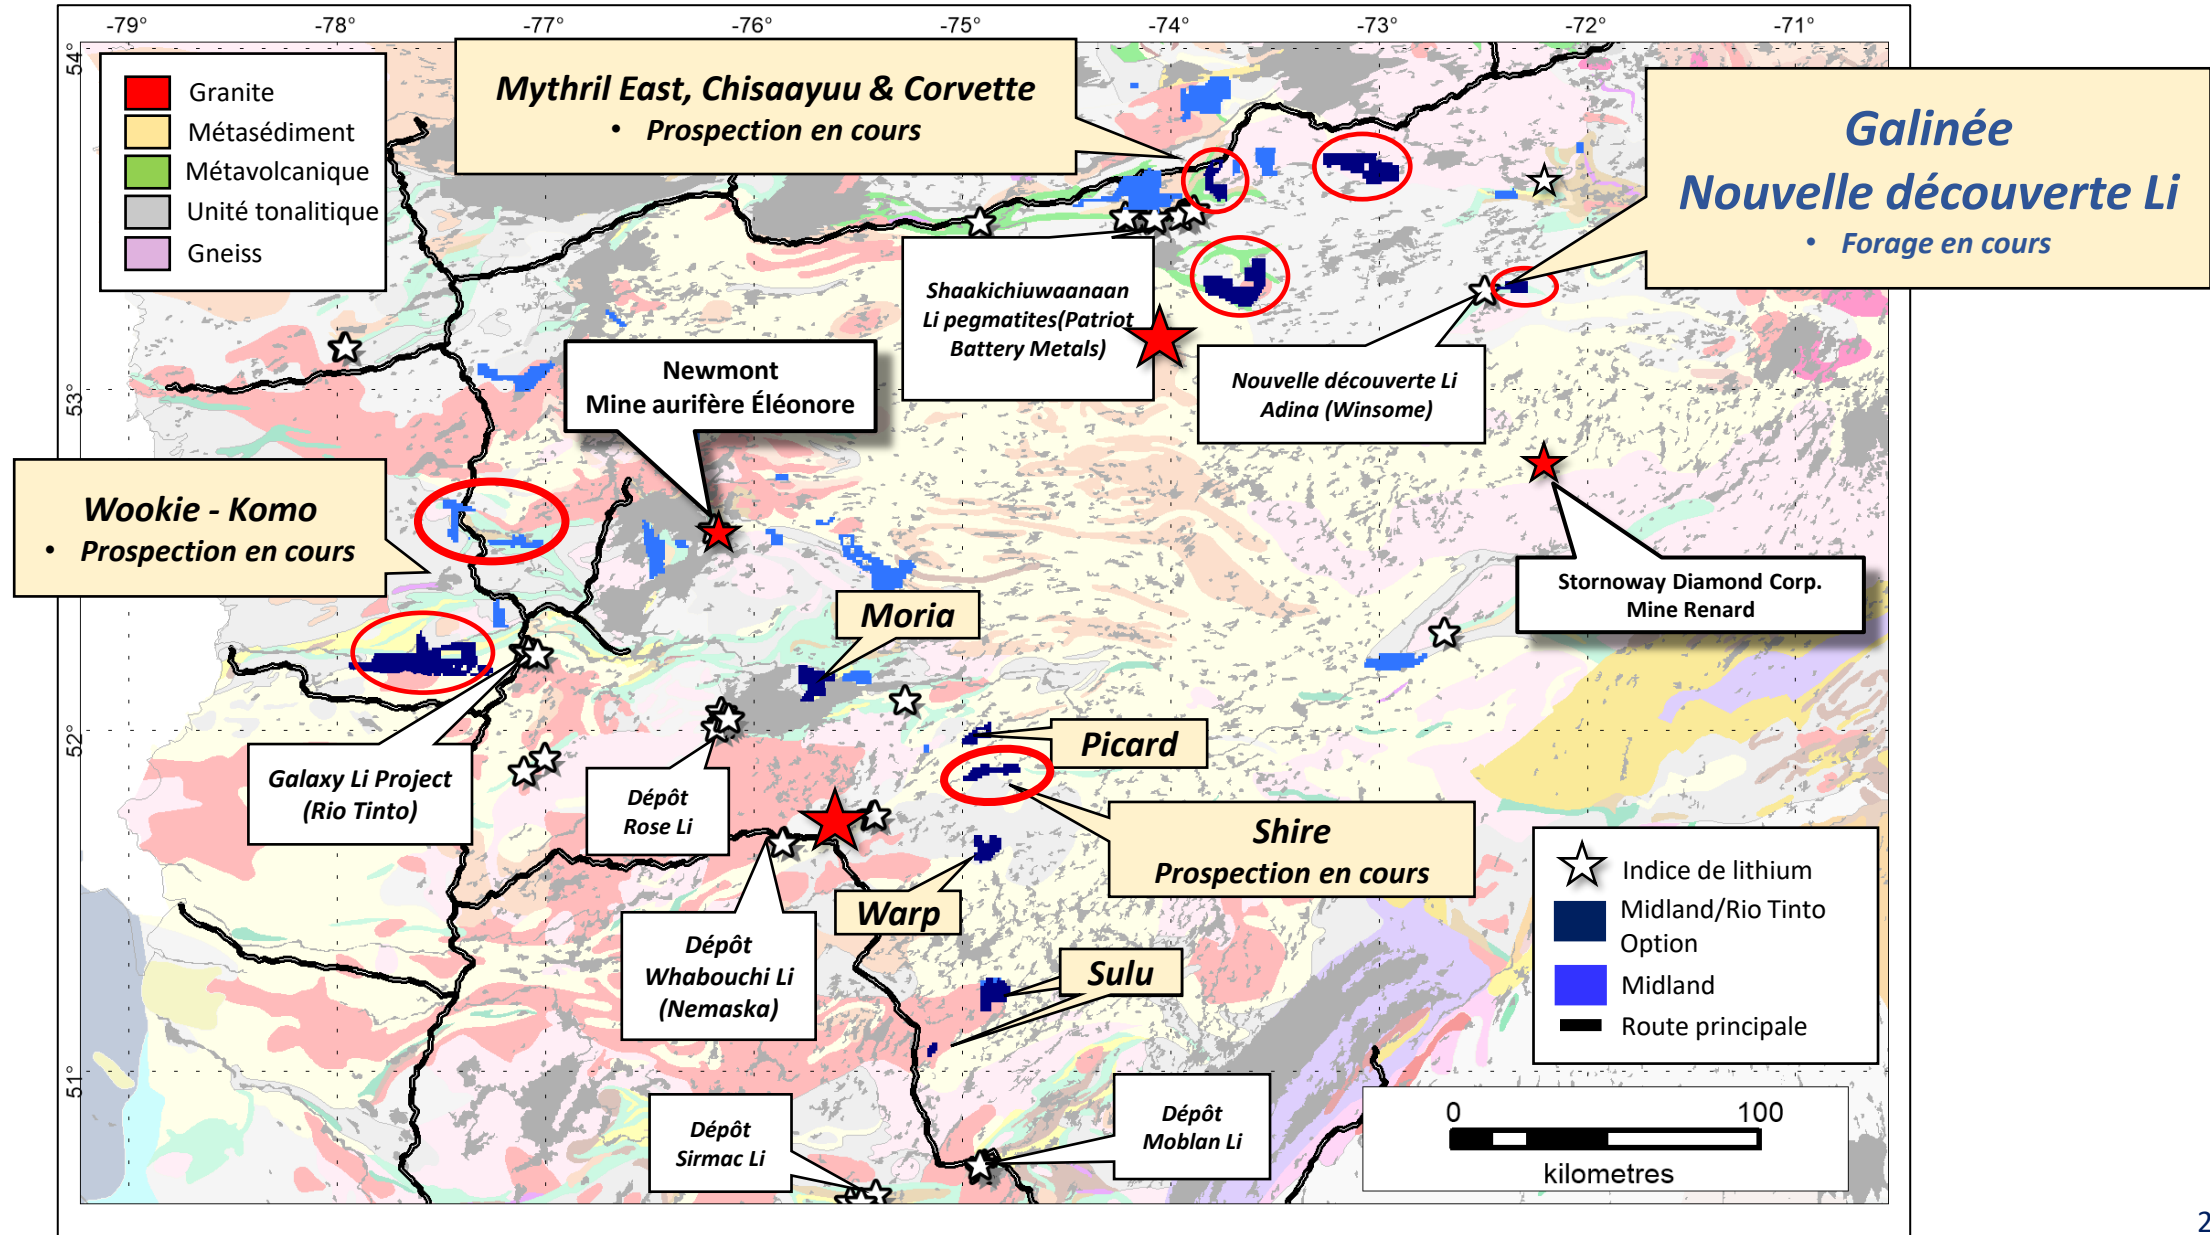 -79°
-78°
-77°
-76°
-75°
-74°
-73°
-72°
-71°
54°
53°
52°
51°
Granite
Métasédiment
Métavolcanique
Unité tonalitique
Gneiss
Mythril East, Chisaayuu & Corvette
• Prospection en cours
Galinée
Nouvelle découverte Li
• Forage en cours
Shaakichiuwaanaan
Li pegmatites(Patriot
Battery Metals)
Nouvelle découverte Li
Adina (Winsome)
Newmont
Mine aurifère Éléonore
Wookie - Komo
• Prospection en cours
Stornoway Diamond Corp.
Mine Renard
Moria
Picard
Galaxy Li Project
(Rio Tinto)
Dépôt
Rose Li
Shire
Prospection en cours
Warp
Dépôt
Whabouchi Li
(Nemaska)
Sulu
Indice de lithium
Midland/Rio Tinto
Option
Midland
Route principale
Dépôt
Sirmac Li
Dépôt
Moblan Li
0 100
kilometres
2